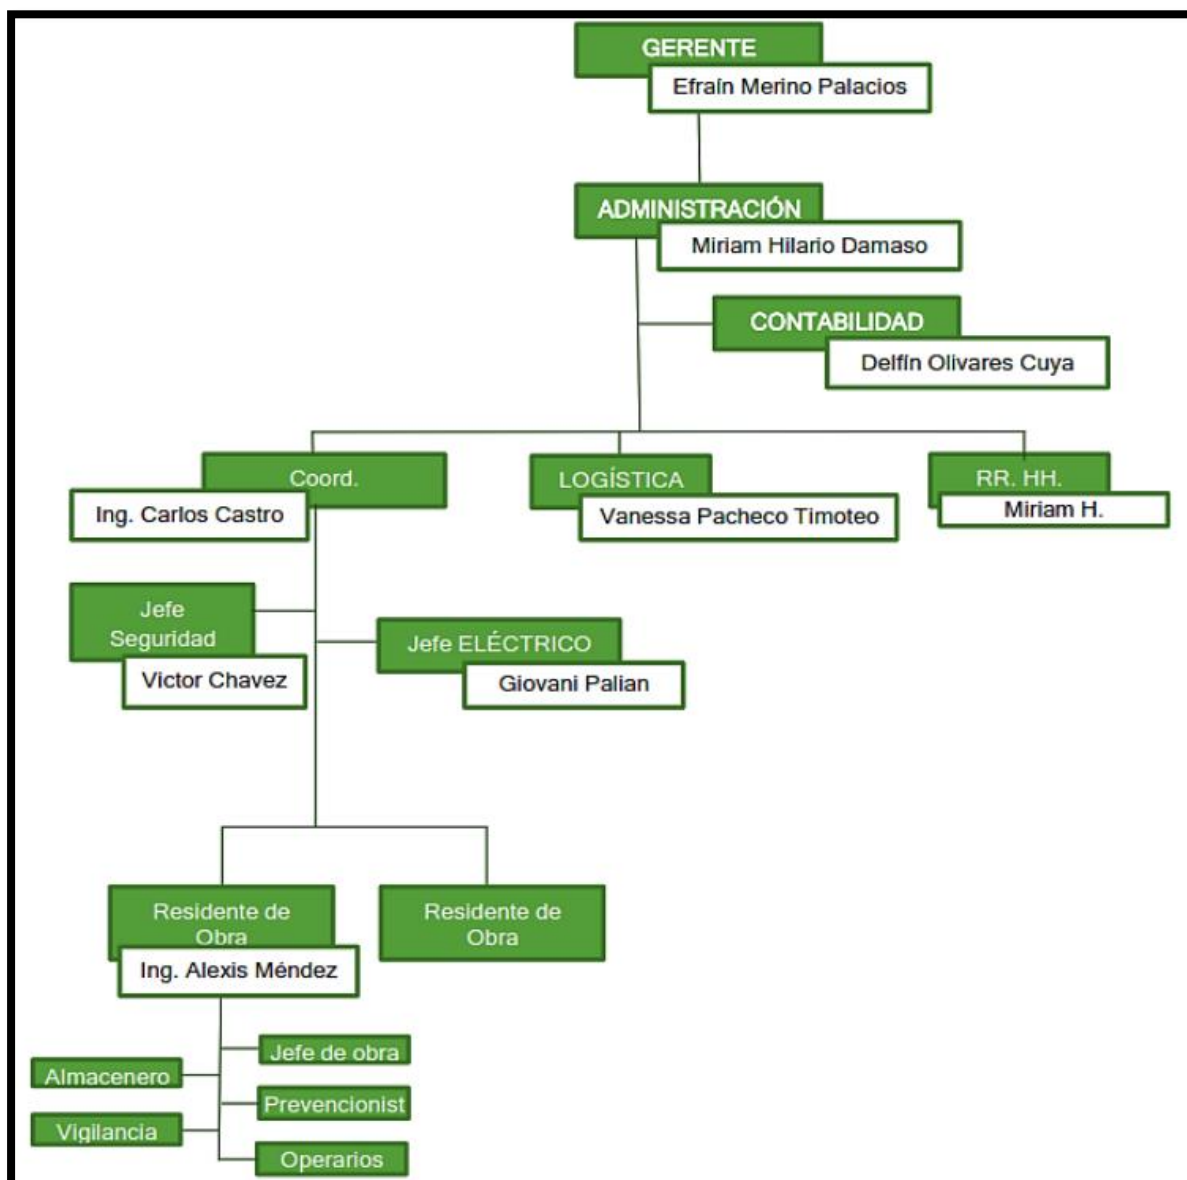 GERENTE
Efraín Merino Palacios
ADMINISTRACIÓN
Miriam Hilario Damaso
CONTABILIDAD
Delfín Olivares Cuya
Coord.
Ing. Carlos Castro
LOGÍSTICA
Vanessa Pacheco Timoteo
RR. HH.
Miriam H.
Jefe
Seguridad
Victor Chavez
Jefe ELÉCTRICO
Giovani Palian
Residente de
Obra
Ing. Alexis Méndez
Residente de
Obra
Jefe de obra
Almacenero
Prevencionist
Vigilancia
Operarios